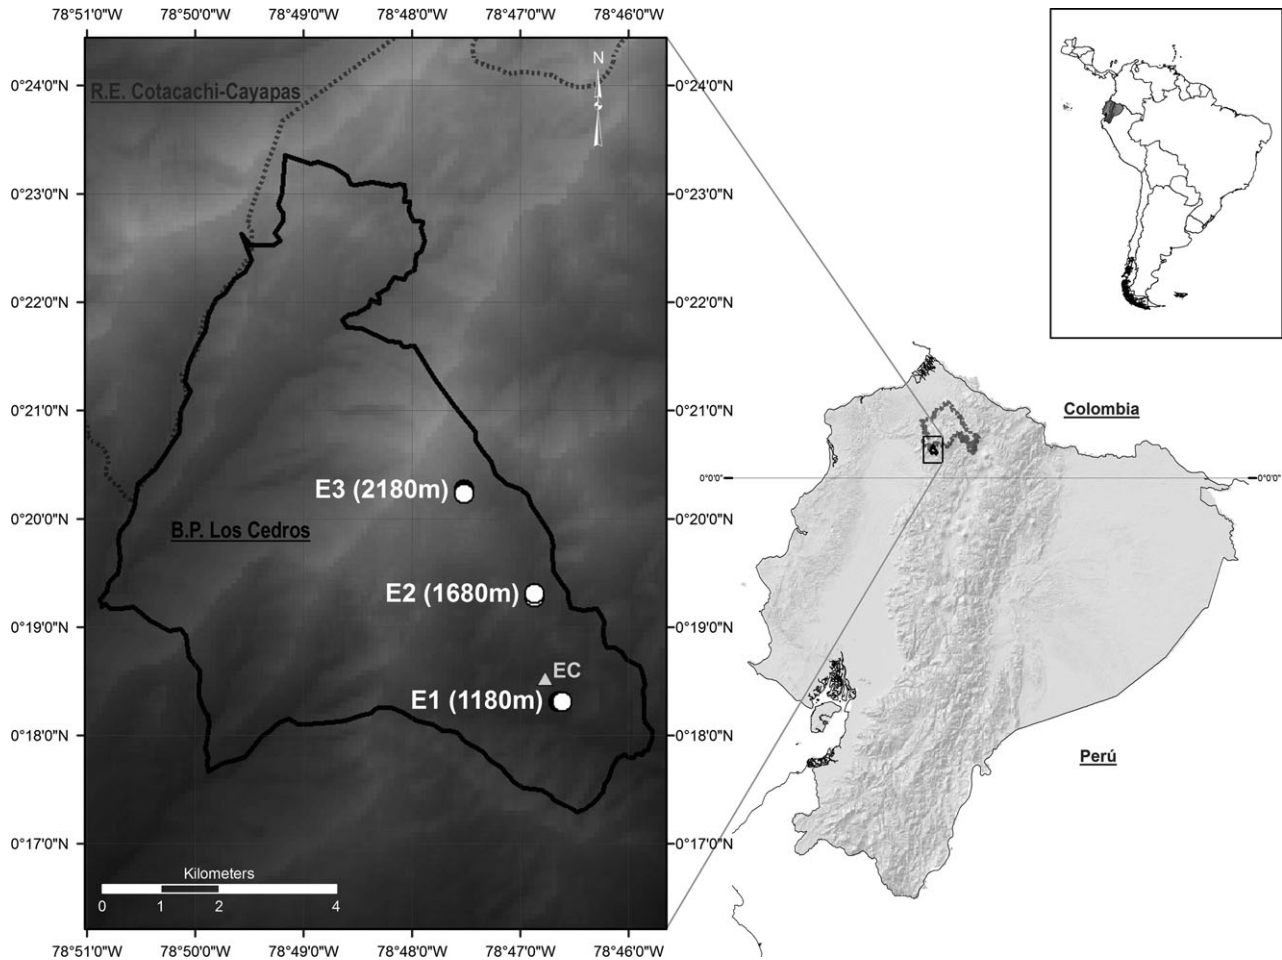 78°51'0"W 78°50'0"W 78°49'0"W 78°48'0"W 78°47'0"W 78°46'0"W
N
0°24'0"N
R.E. Cotacachi-Cayapas
0°24'0"N
0°23'0"N
0°23'0"N
0°22'0"N
0°22'0"N
0°21'0"N
0°21'0"N
E3 (2180m)
0°20'0"N
B.P. Los Cedros
0°20'0"N
E2 (1680m)
0°19'0"N
0°19'0"N
EC
E1 (1180m)
0°18'0"N
0°18'0"N
0°17'0"N
0°17'0"N
Kilometers
0 1 2 4
78°51'0"W 78°50'0"W 78°49'0"W 78°48'0"W 78°47'0"W 78°46'0"W
Colombia
0°0'0"
0°0'0"
Perú